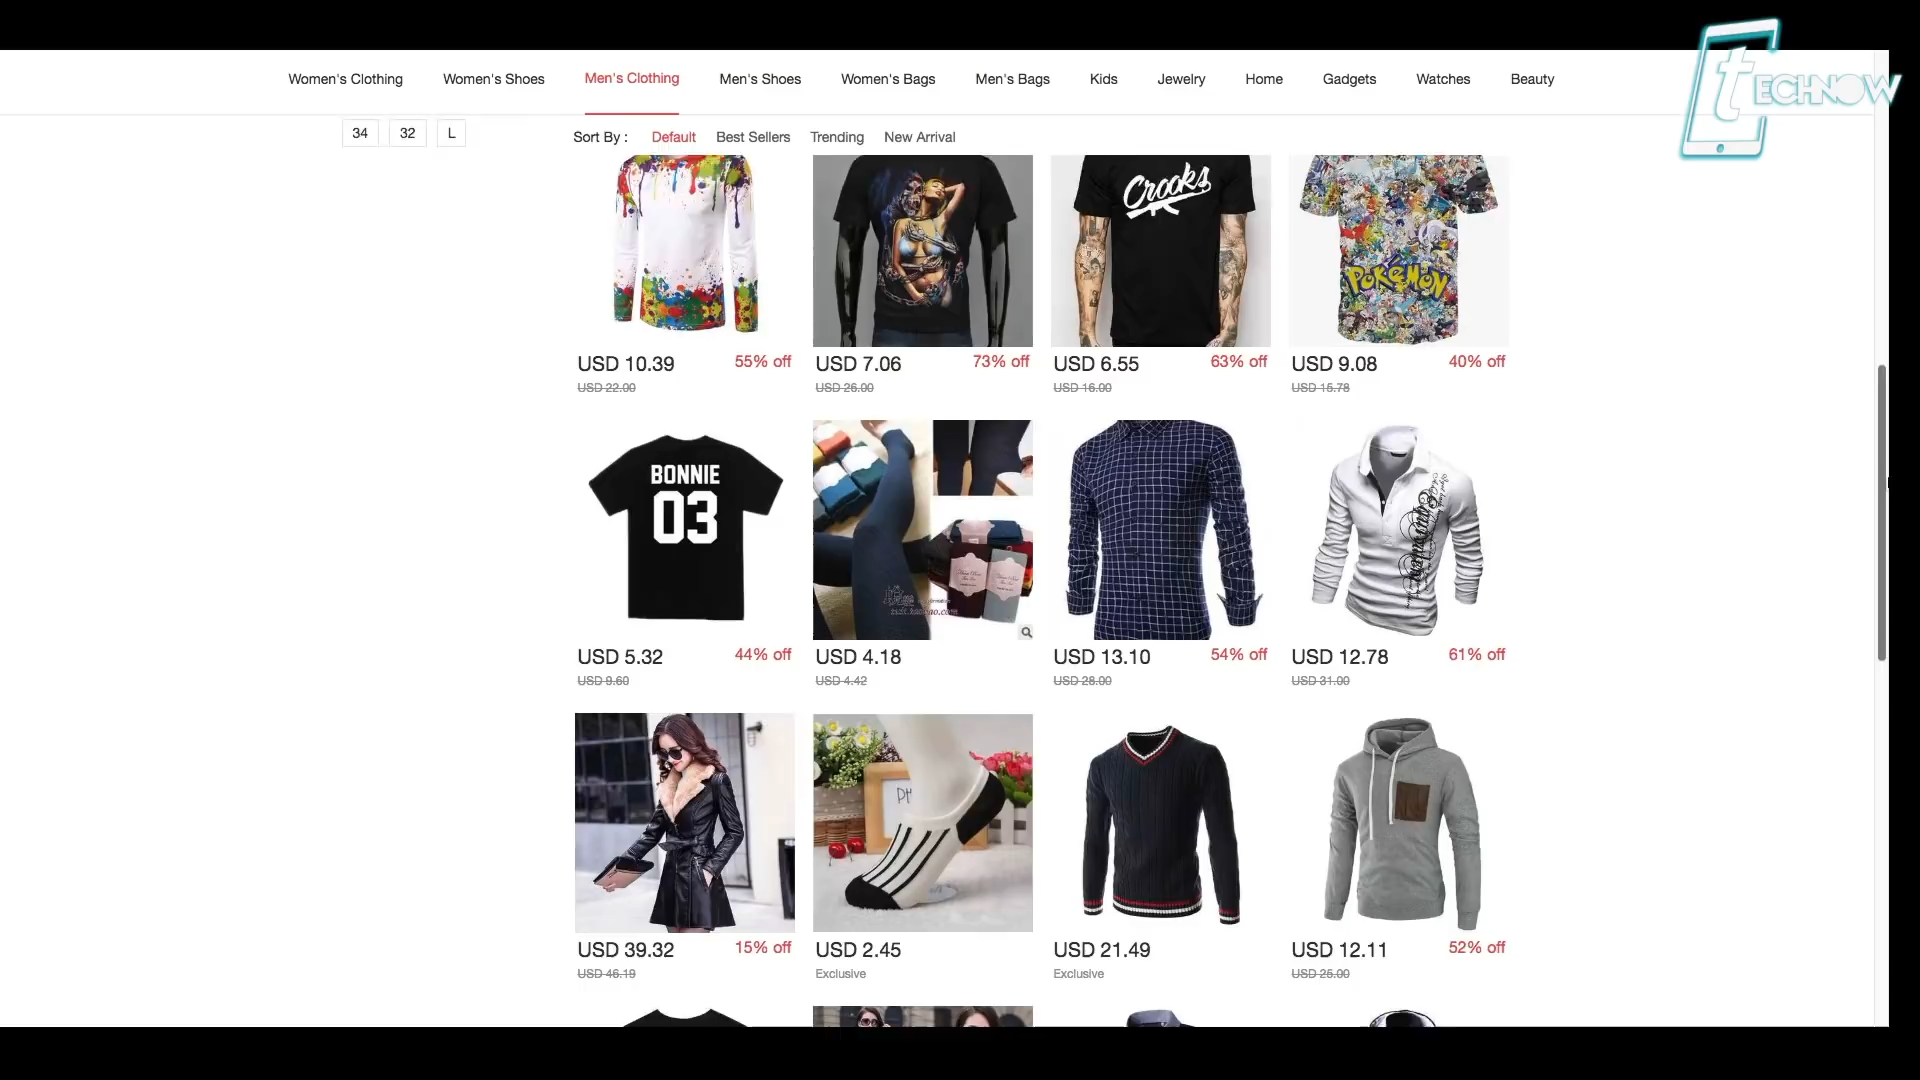 Women's Clothing Women's Shoes Men's Clothing Men's Shoes Women's Bags Men's Bags Kids Jewelry Home Gadgets Watches Beauty
tECHNOW
34 32 L
Sort By : Default Best Sellers Trending New Arrival
Crooks
POKéMON
USD 10.39 55% off USD 7.06 73% off USD 6.55 63% off USD 9.08 40% off
USD 22.00 USD 26.00 USD 16.00 USD 15.78
BONNIE
03
USD 5.32 44% off USD 4.18 USD 13.10 54% off USD 12.78 61% off
USD 9.60 USD 4.42 USD 28.00 USD 31.00
USD 39.32 15% off USD 2.45 USD 21.49 USD 12.11 52% off
USD 46.19 Exclusive Exclusive USD 25.00